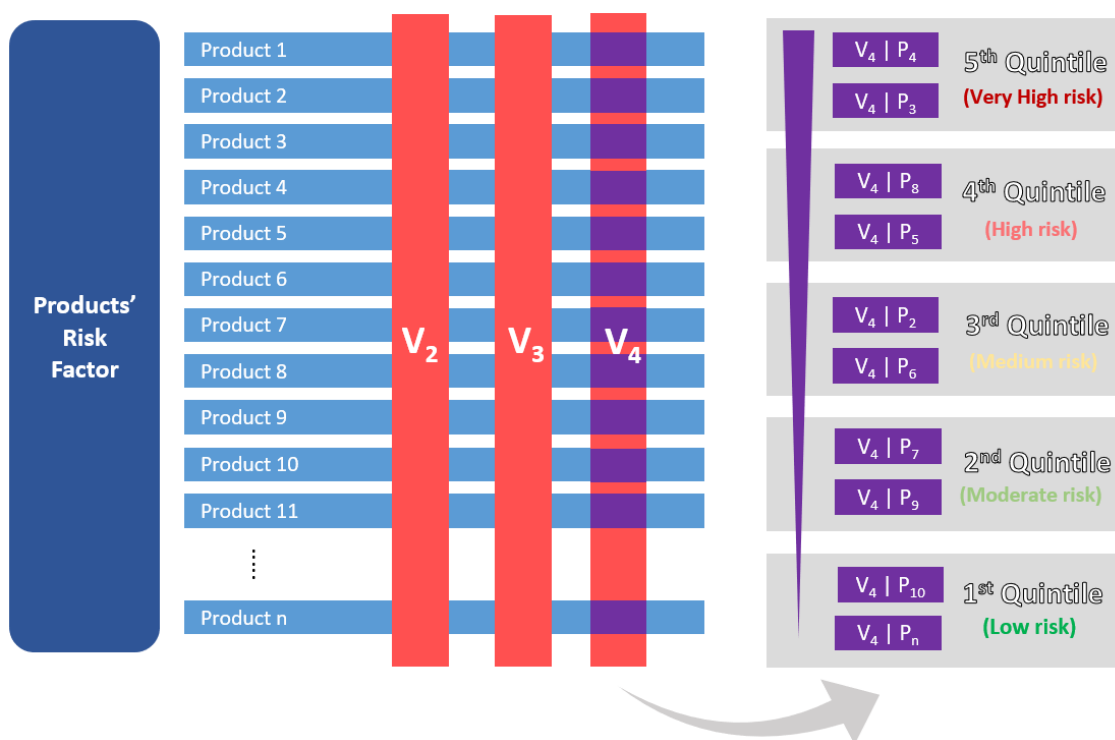 Products’
Risk
Factor
Product 1
Product 2
Product 3
Product 4
Product 5
Product 6
Product 7
Product 8
Product 9
Product 10
Product 11
Product n
V₂
V₃
V₄
V₄ | P₄
V₄ | P₃
5th Quintile
(Very High risk)
V₄ | P₈
V₄ | P₅
4th Quintile
(High risk)
V₄ | P₂
V₄ | P₆
3rd Quintile
(Medium risk)
V₄ | P₇
V₄ | P₉
2nd Quintile
(Moderate risk)
V₄ | P₁₀
V₄ | Pₙ
1st Quintile
(Low risk)